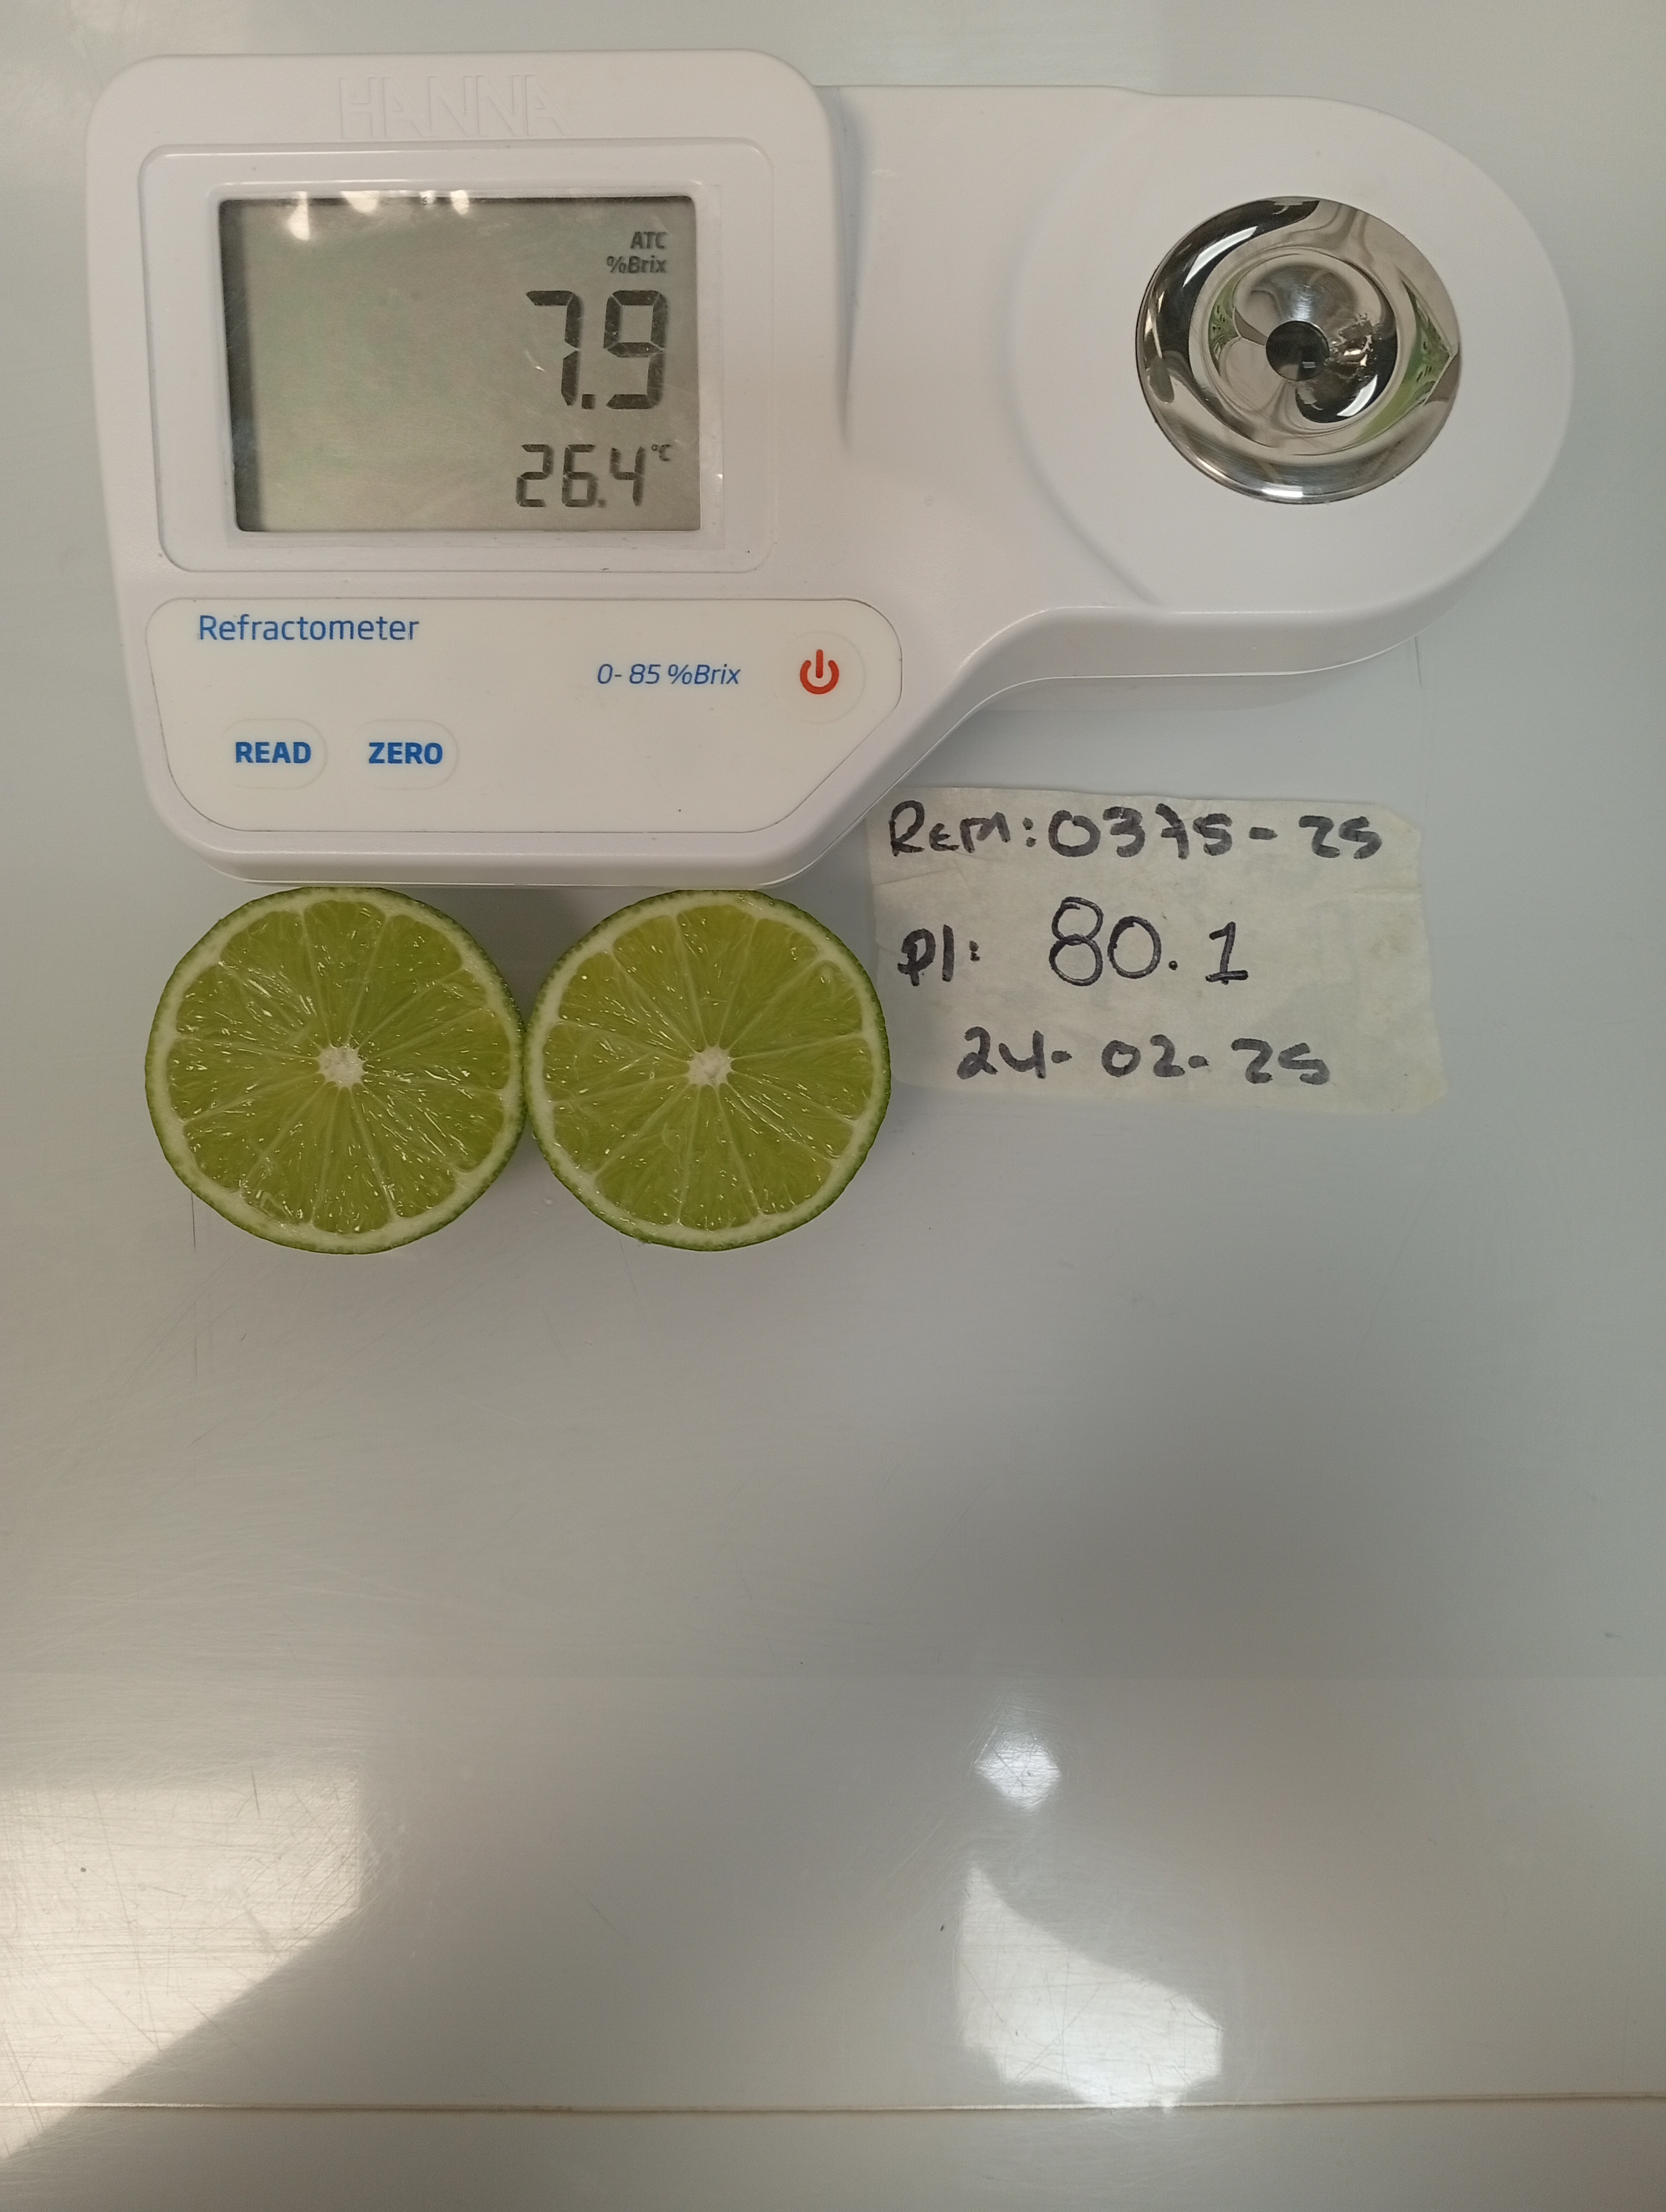 HANNA
ATC
%Brix
7.9
26.4°C
Refractometer
0-85 %Brix
READ ZERO
REM: 0375-25
PI: 80.1
24-02-25